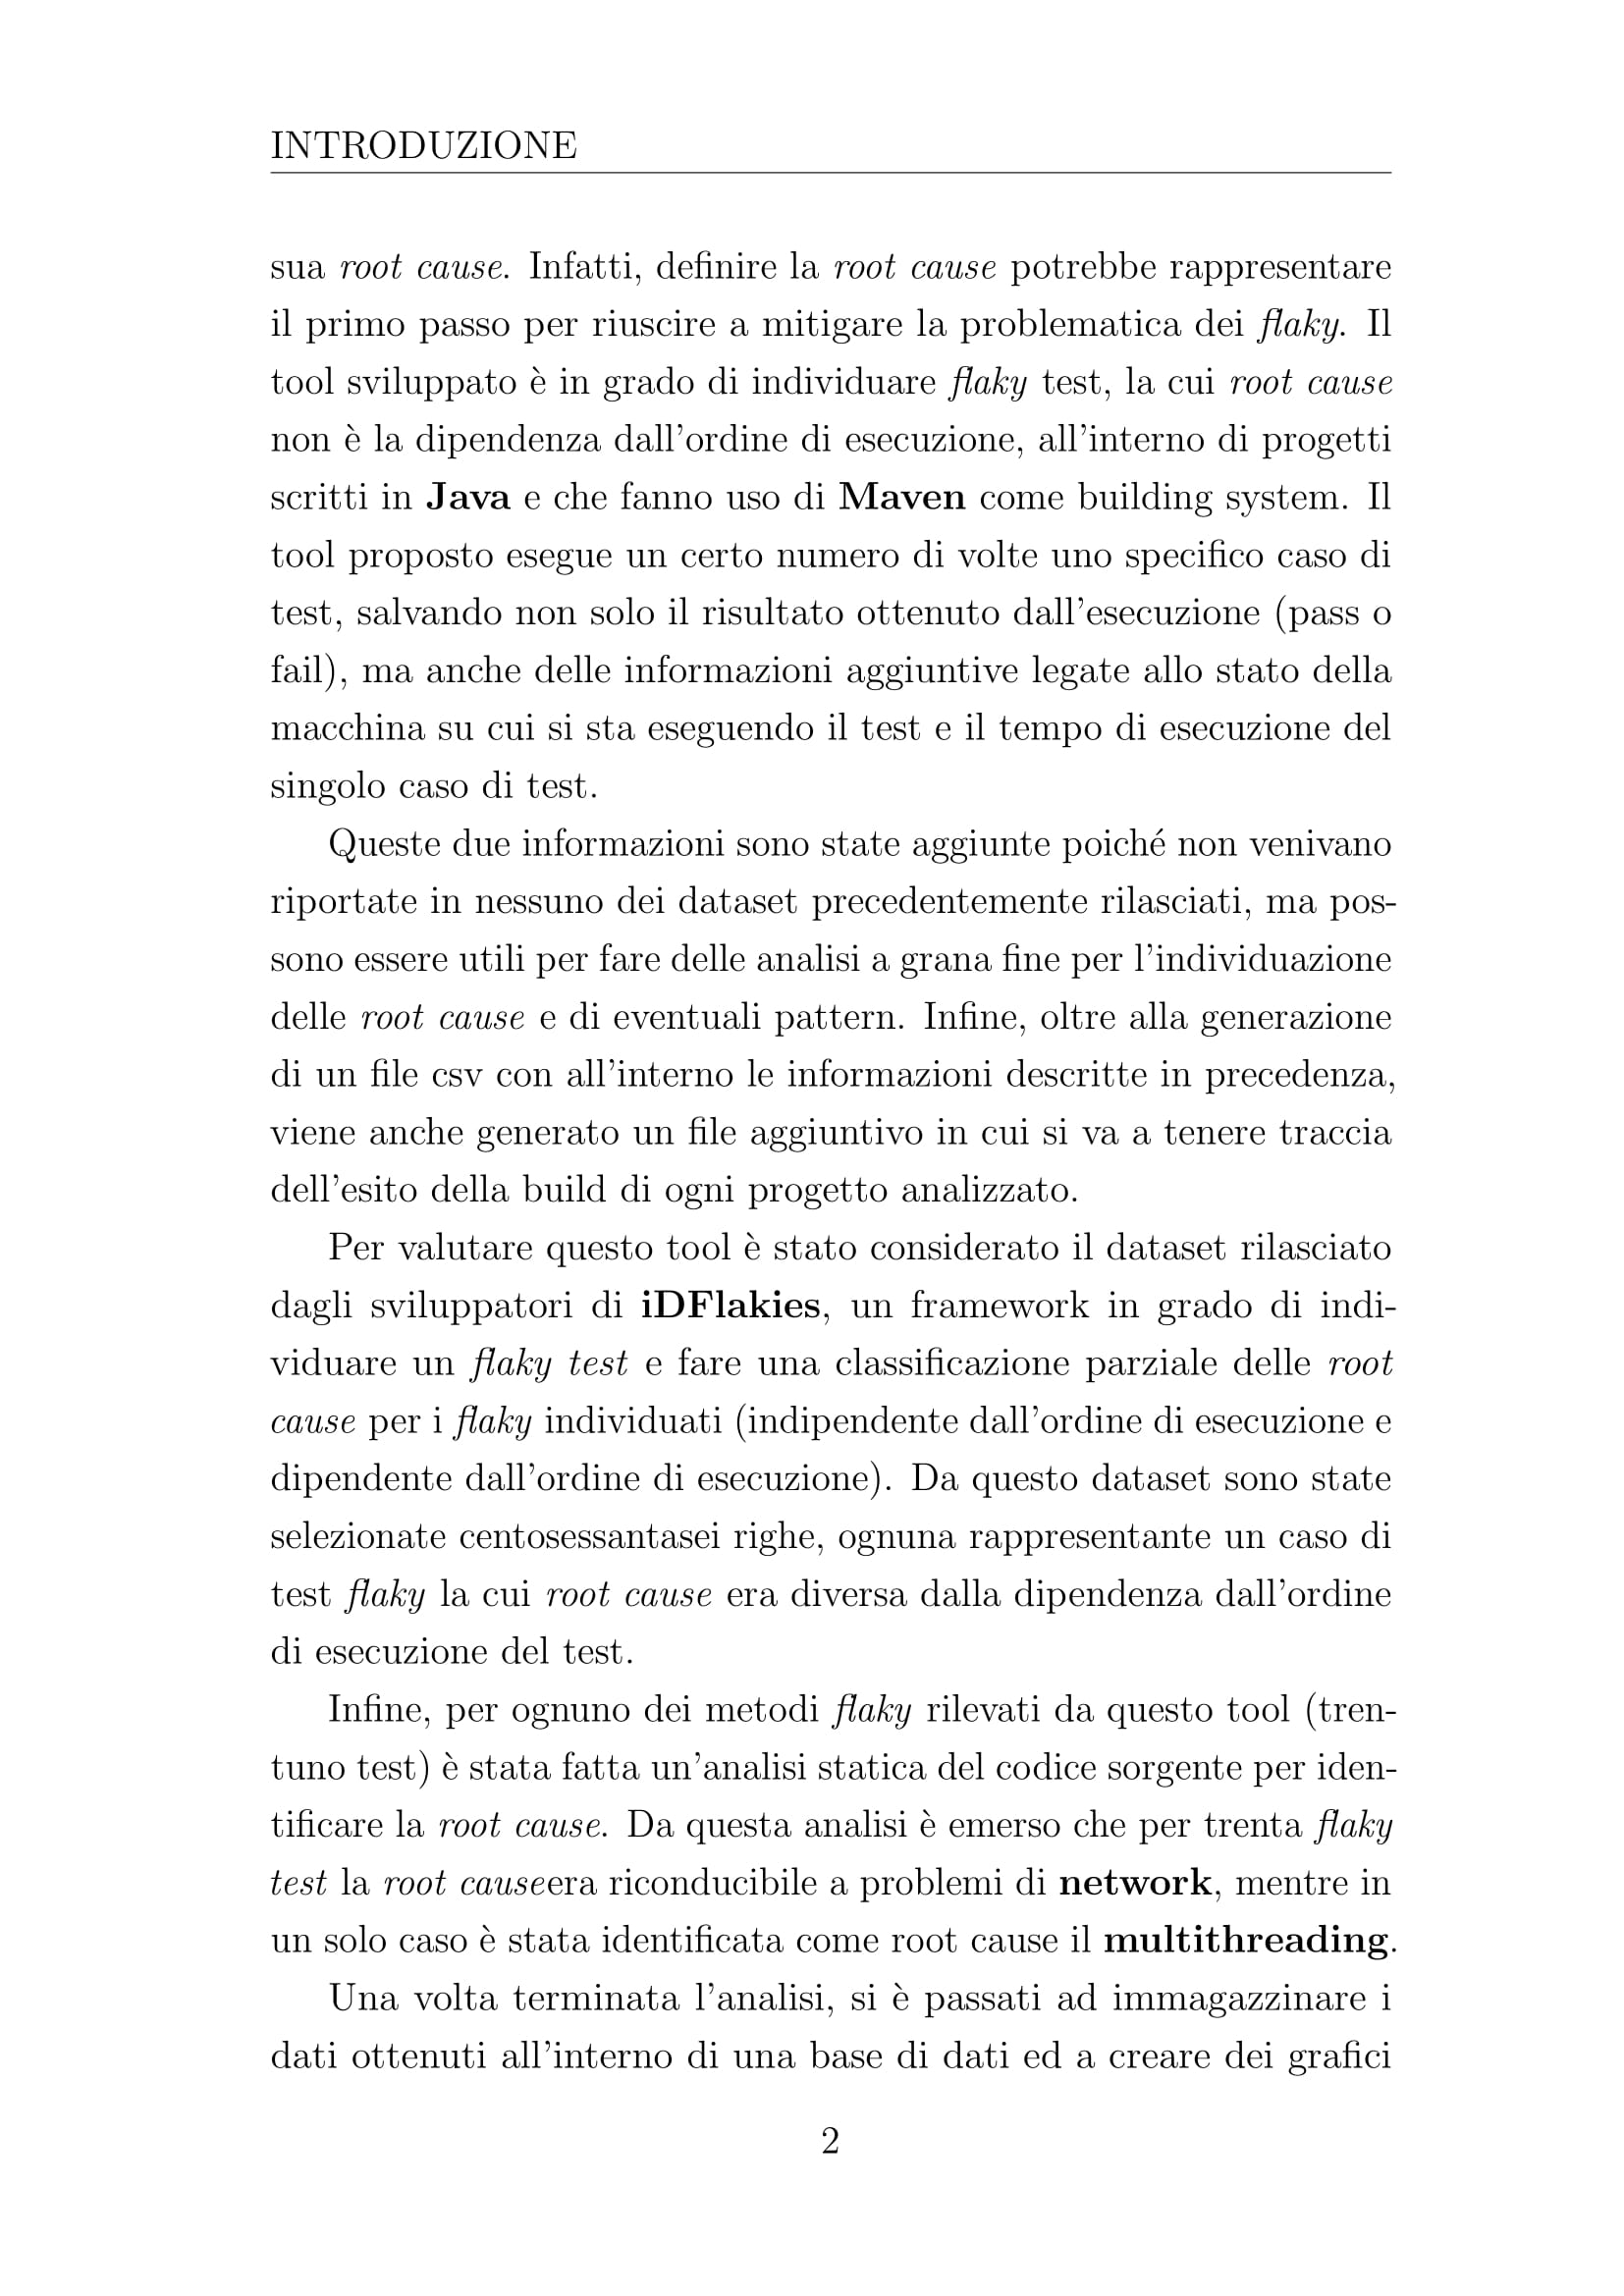 INTRODUZIONE
sua root cause. Infatti, definire la root cause potrebbe rappresentare
il primo passo per riuscire a mitigare la problematica dei flaky. Il
tool sviluppato è in grado di individuare flaky test, la cui root cause
non è la dipendenza dall'ordine di esecuzione, all'interno di progetti
scritti in Java e che fanno uso di Maven come building system. Il
tool proposto esegue un certo numero di volte uno specifico caso di
test, salvando non solo il risultato ottenuto dall'esecuzione (pass o
fail), ma anche delle informazioni aggiuntive legate allo stato della
macchina su cui si sta eseguendo il test e il tempo di esecuzione del
singolo caso di test.
Queste due informazioni sono state aggiunte poiché non venivano
riportate in nessuno dei dataset precedentemente rilasciati, ma pos-
sono essere utili per fare delle analisi a grana fine per l'individuazione
delle root cause e di eventuali pattern. Infine, oltre alla generazione
di un file csv con all'interno le informazioni descritte in precedenza,
viene anche generato un file aggiuntivo in cui si va a tenere traccia
dell'esito della build di ogni progetto analizzato.
Per valutare questo tool è stato considerato il dataset rilasciato
dagli sviluppatori di iDFlakies, un framework in grado di indi-
viduare un flaky test e fare una classificazione parziale delle root
cause per i flaky individuati (indipendente dall'ordine di esecuzione e
dipendente dall'ordine di esecuzione). Da questo dataset sono state
selezionate centosessantasei righe, ognuna rappresentante un caso di
test flaky la cui root cause era diversa dalla dipendenza dall'ordine
di esecuzione del test.
Infine, per ognuno dei metodi flaky rilevati da questo tool (tren-
tuno test) è stata fatta un'analisi statica del codice sorgente per iden-
tificare la root cause. Da questa analisi è emerso che per trenta flaky
test la root causeera riconducibile a problemi di network, mentre in
un solo caso è stata identificata come root cause il multithreading.
Una volta terminata l'analisi, si è passati ad immagazzinare i
dati ottenuti all'interno di una base di dati ed a creare dei grafici
2